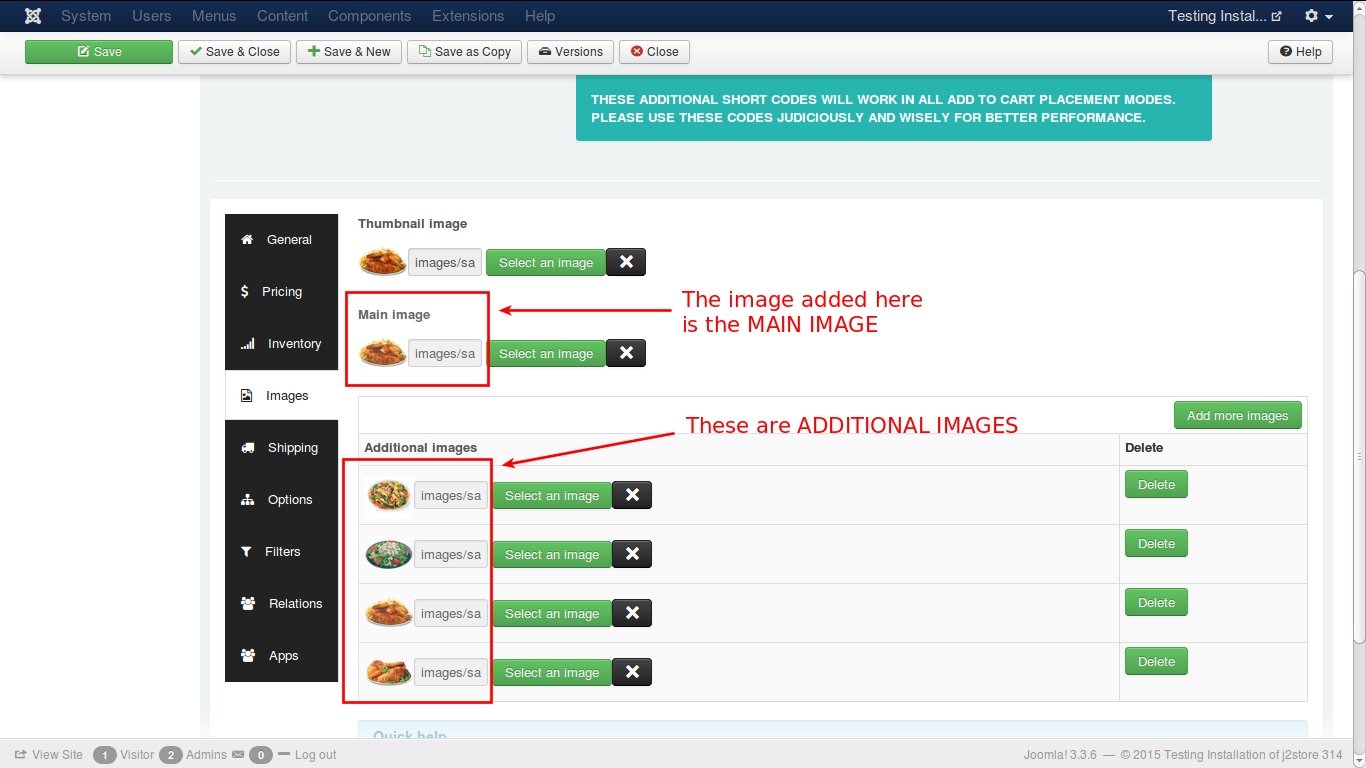 System Users Menus Content Components Extensions Help Testing Instal...
Save Save & Close Save & New Save as Copy Versions Close Help
THESE ADDITIONAL SHORT CODES WILL WORK IN ALL ADD TO CART PLACEMENT MODES.
PLEASE USE THESE CODES JUDICIOUSLY AND WISELY FOR BETTER PERFORMANCE.
General
Pricing
Inventory
Images
Shipping
Options
Filters
Relations
Apps
Thumbnail image
images/sa Select an image
Main image
images/sa Select an image
The image added here
is the MAIN IMAGE
Add more images
These are ADDITIONAL IMAGES
Additional images Delete
images/sa Select an image Delete
images/sa Select an image Delete
images/sa Select an image Delete
images/sa Select an image Delete
Quick help
View Site 1 Visitor 2 Admins 0 Log out Joomla! 3.3.6 — © 2015 Testing Installation of j2store 314